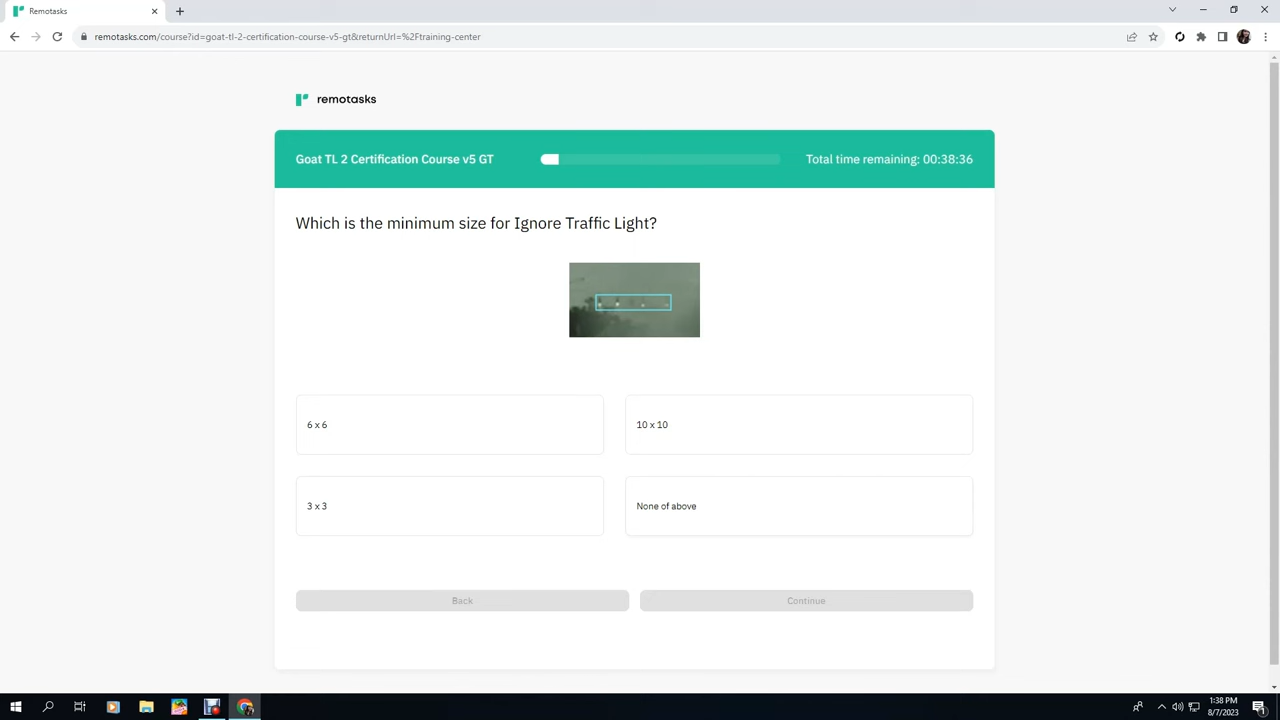 Remotasks
remotasks.com/course?id=goat-tl-2-certification-course-v5-gt&returnUrl=%2Ftraining-center
remotasks
Goat TL 2 Certification Course v5 GT
Total time remaining: 00:38:36
Which is the minimum size for Ignore Traffic Light?
6 x 6
10 x 10
3 x 3
None of above
Back
Continue
1:38 PM
8/7/2023
1